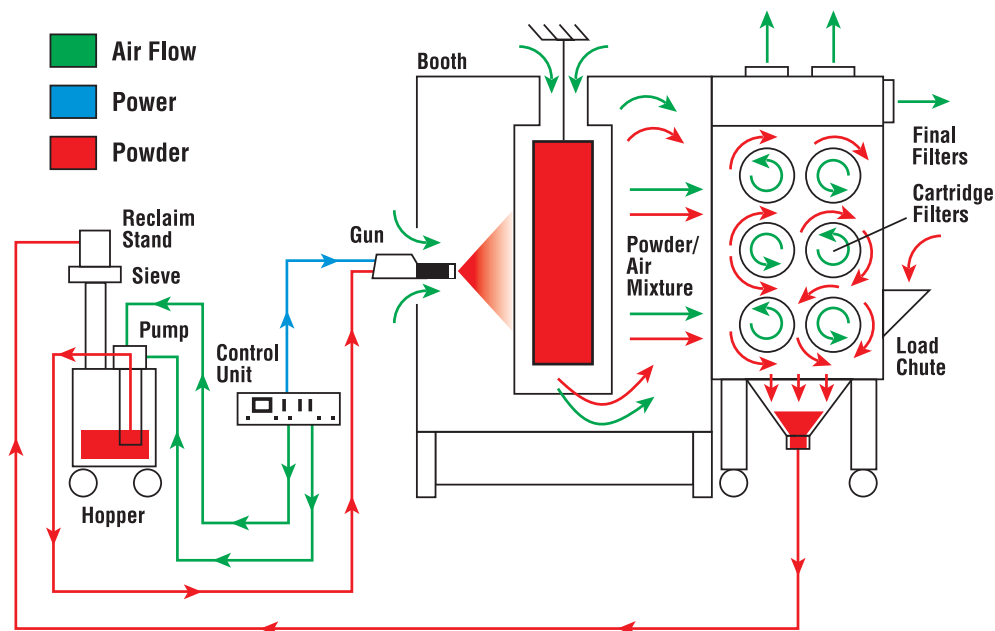 Air Flow
Power
Powder
Booth
Final
Filters
Cartridge
Filters
Reclaim
Stand
Gun
Sieve
Powder/
Air
Mixture
Pump
Control
Unit
Load
Chute
Hopper